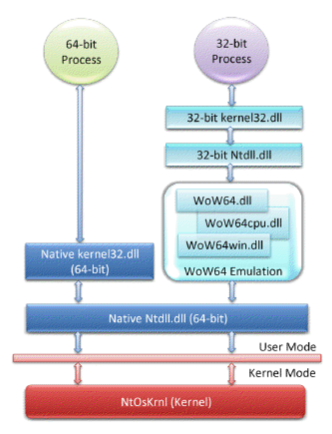 64-bit
Process
32-bit
Process
32-bit kernel32.dll
32-bit Ntdll.dll
WoW64.dll
WoW64cpu.dll
WoW64win.dll
WoW64 Emulation
Native kernel32.dll
(64-bit)
Native Ntdll.dll (64-bit)
User Mode
Kernel Mode
NtOsKrnl (Kernel)